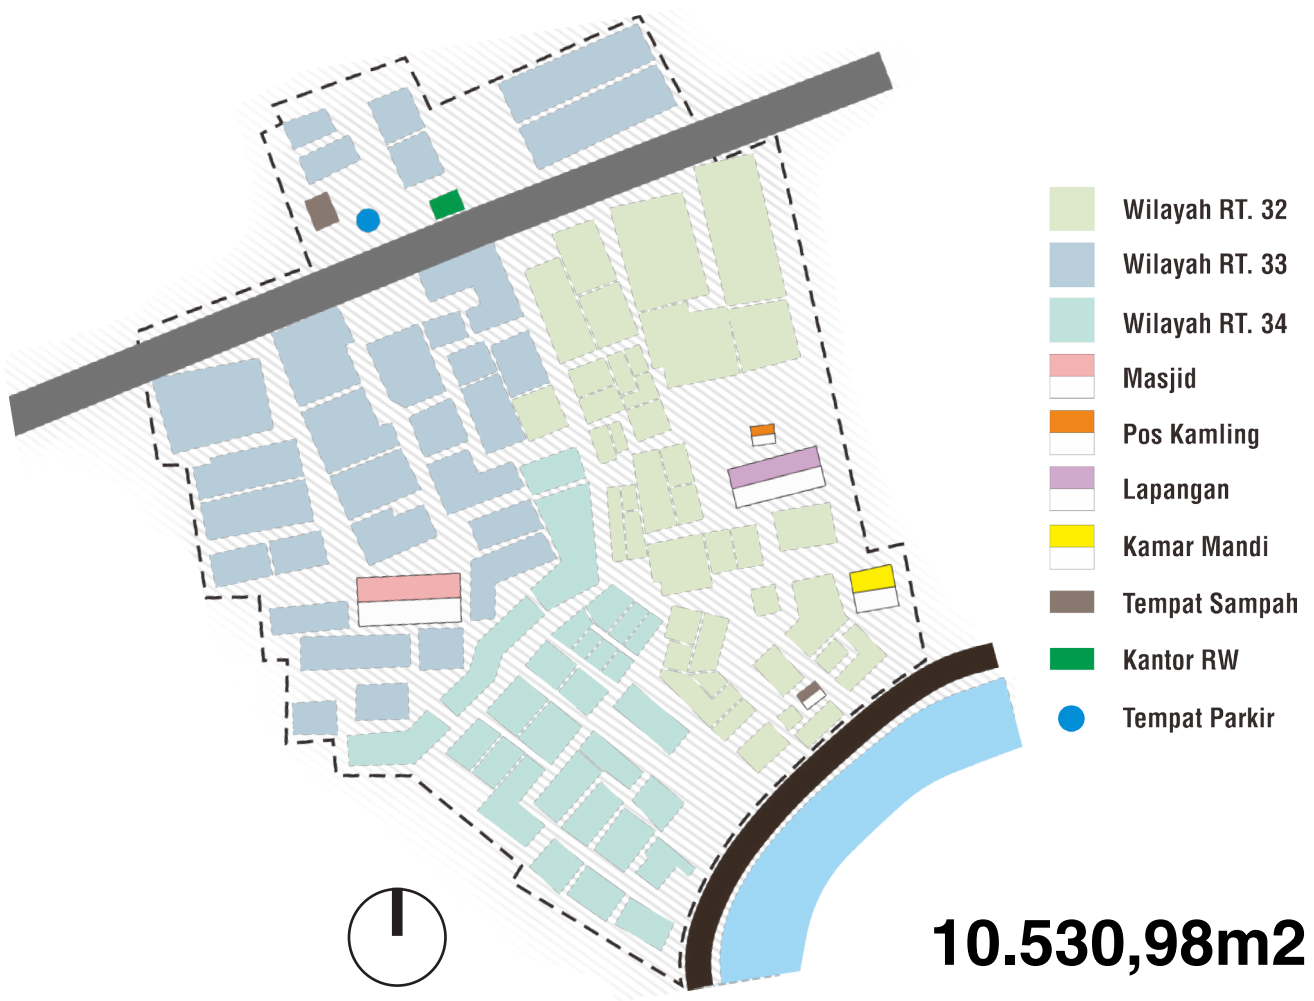 Wilayah RT. 32
Wilayah RT. 33
Wilayah RT. 34
Masjid
Pos Kamling
Lapangan
Kamar Mandi
Tempat Sampah
Kantor RW
Tempat Parkir
10.530,98m2